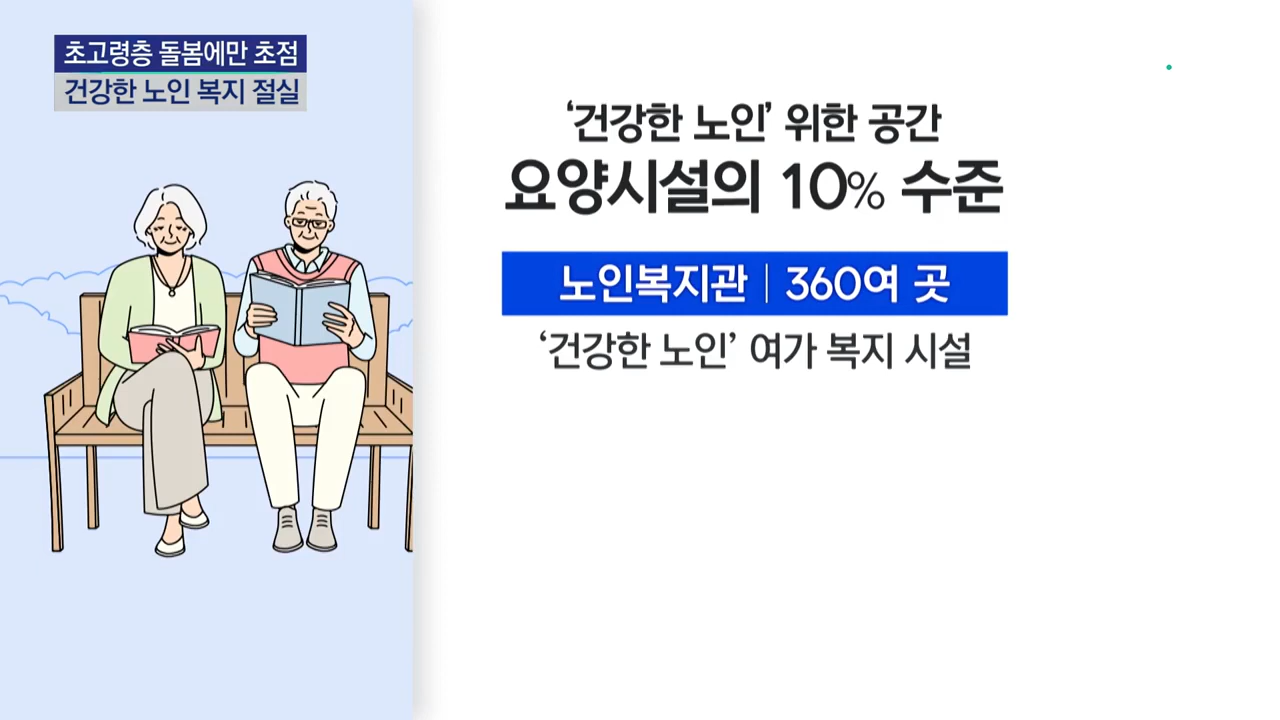 초고령층 돌봄에만 초점
건강한 노인 복지 절실
‘건강한 노인’ 위한 공간
요양시설의 10% 수준
노인복지관 | 360여 곳
‘건강한 노인’ 여가 복지 시설